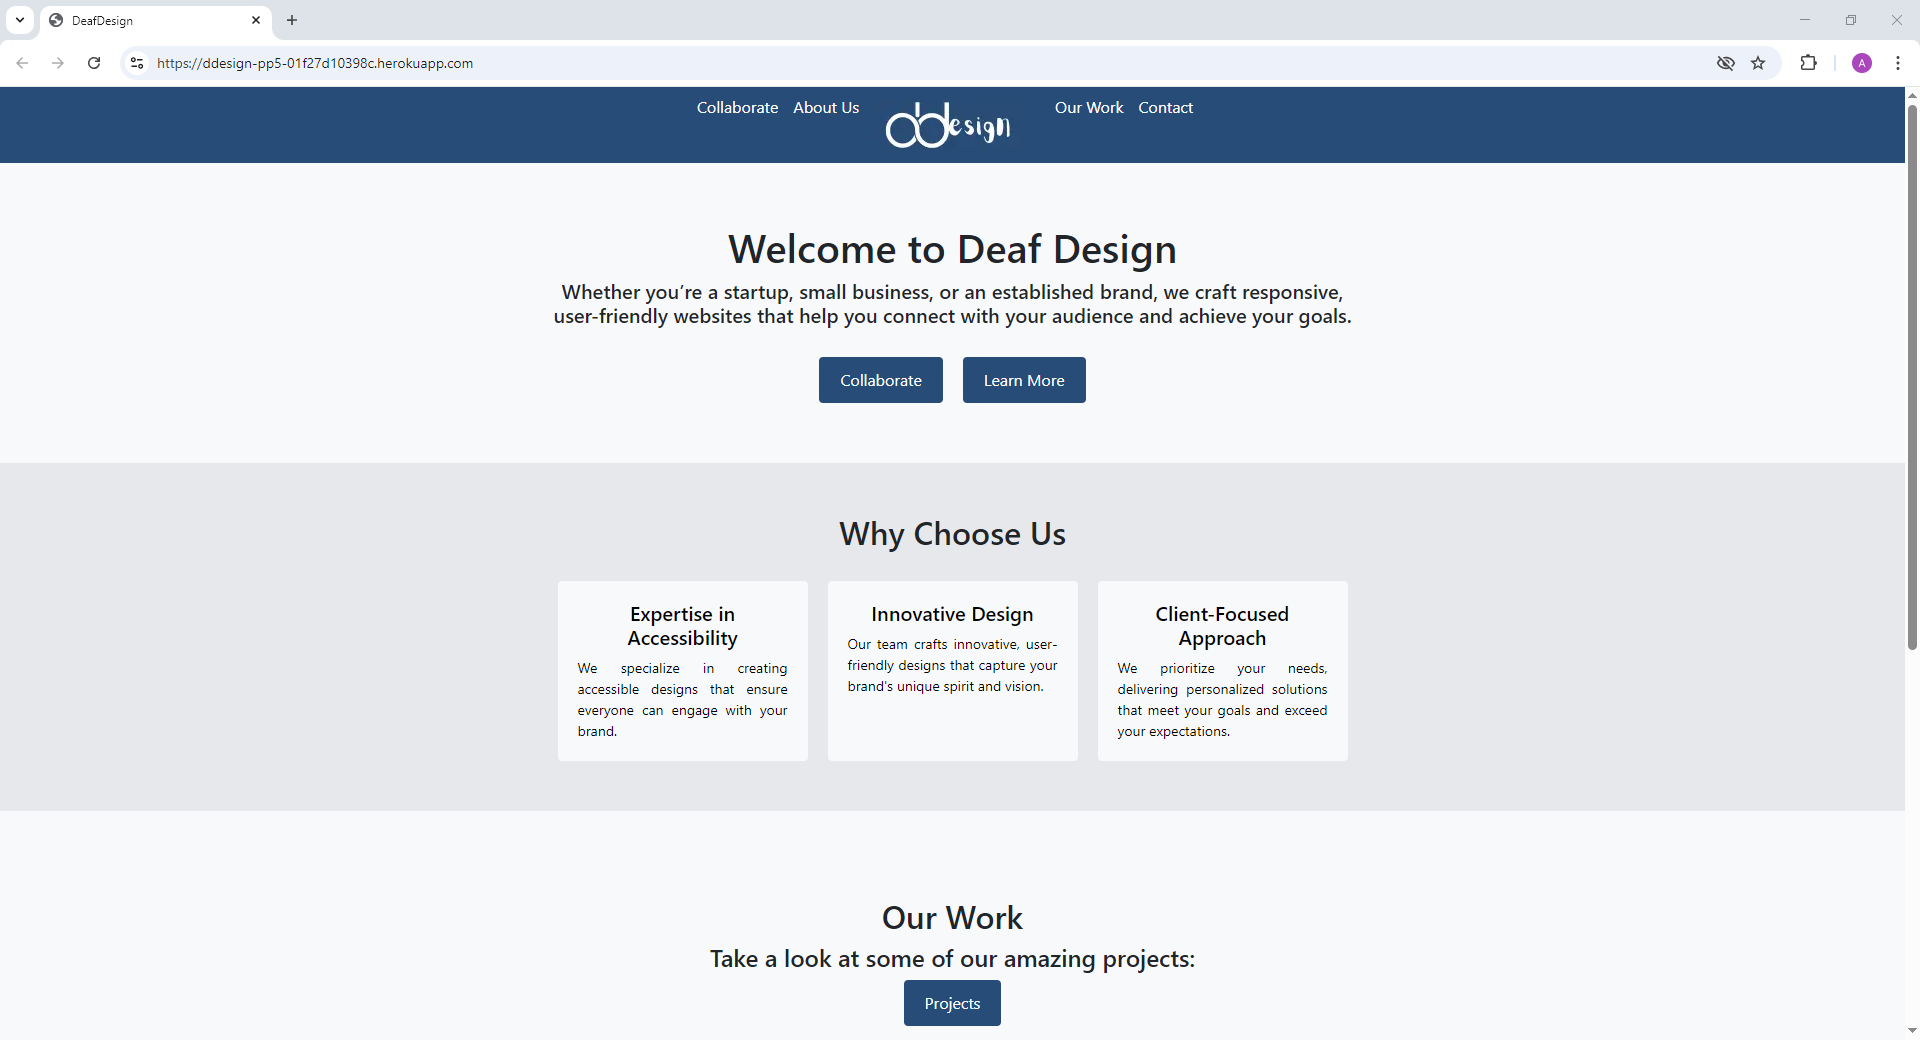 DeafDesign
https://ddesign-pp5-01f27d10398c.herokuapp.com
A
Collaborate About Us ddesign Our Work Contact
Welcome to Deaf Design
Whether you’re a startup, small business, or an established brand, we craft responsive,
user-friendly websites that help you connect with your audience and achieve your goals.
Collaborate Learn More
Why Choose Us
Expertise in
Accessibility
We specialize in creating
accessible designs that ensure
everyone can engage with your
brand.
Innovative Design
Our team crafts innovative, user-
friendly designs that capture your
brand's unique spirit and vision.
Client-Focused
Approach
We prioritize your needs,
delivering personalized solutions
that meet your goals and exceed
your expectations.
Our Work
Take a look at some of our amazing projects:
Projects